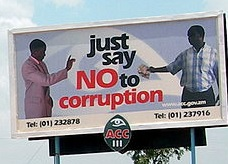 just
say
NO to
corruption
www.acc.gov.zm
Tel: (01) 232878
Tel: (01) 237916
ACC